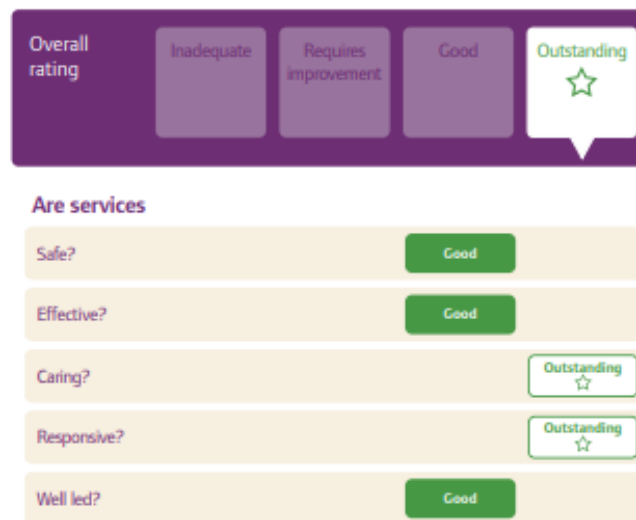 Overall
rating
Inadequate
Requires
improvement
Good
Outstanding
Are services
Safe?
Good
Effective?
Good
Caring?
Outstanding
Responsive?
Outstanding
Well led?
Good